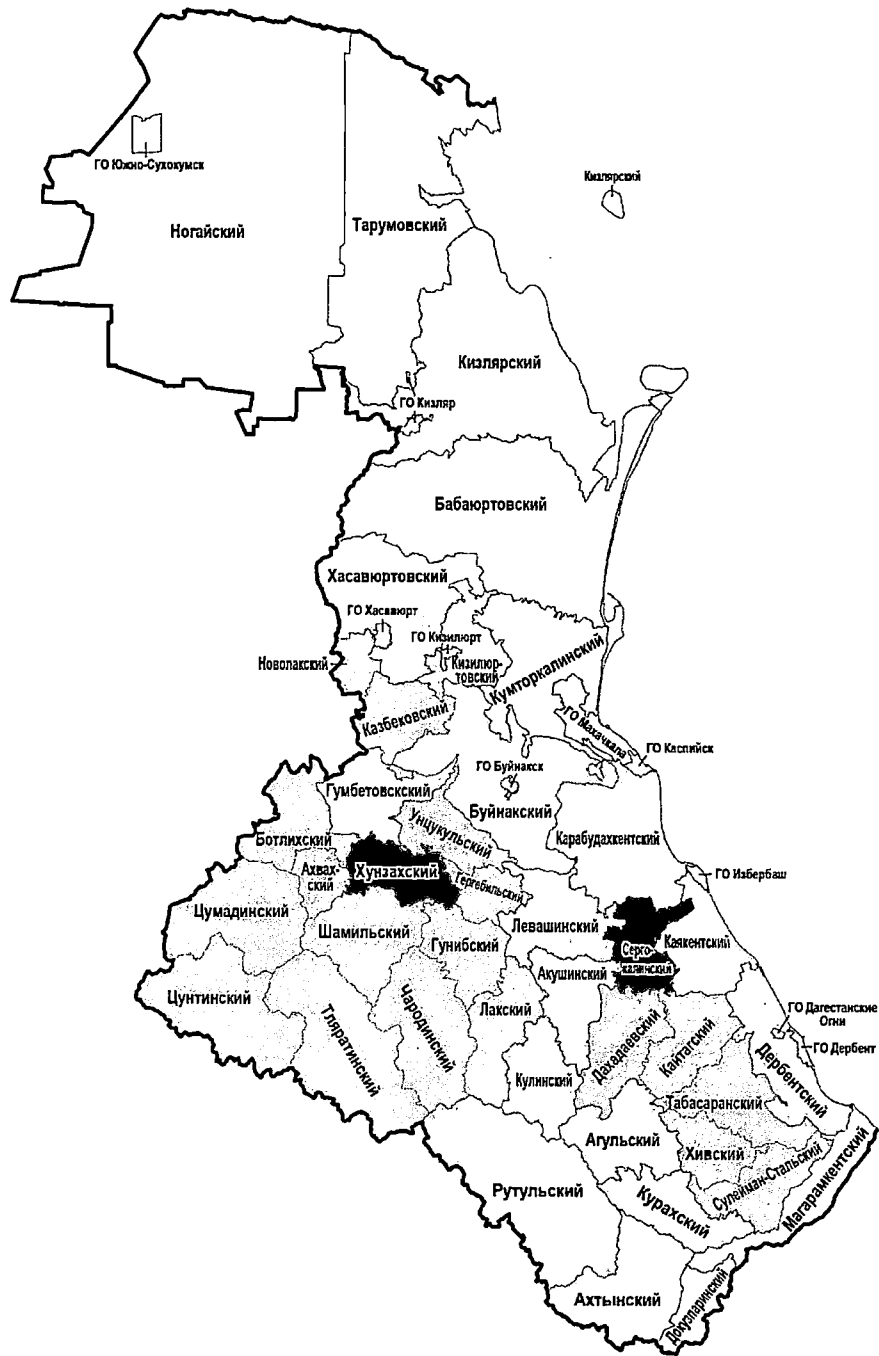 ГО Южно-Сухокумск
Кизлярский
Ногайский
Тарумовский
Кизлярский
ГО Кизляр
Бабаюртовский
Хасавюртовский
ГО Хасавюрт
ГО Кизилюрт
Новолакский
Кизилюр-
товский
Кумторкалинский
Казбековский
ГО Махачкала
ГО Каспийск
ГО Буйнакск
Гумбетовскский
Буйнакский
Унцукульский
Ботлихский
Карабудахкентский
Ахвах-
ский
Хунзахский
Гергебильский
ГО Избербаш
Цумадинский
Шамильский
Гунибский
Левашинский
Серго-
калинский
Каякентский
Акушинский
Цунтинский
Тляратинский
Чародинский
Лакский
ГО Дагестанские
Огни
ГО Дербент
Кулинский
Дахадаевский
Кайтагский
Дербентский
Табасаранский
Агульский
Хивский
Сулейман-Стальский
Магарамкентский
Рутульский
Курахский
Ахтынский
Докузпаринский